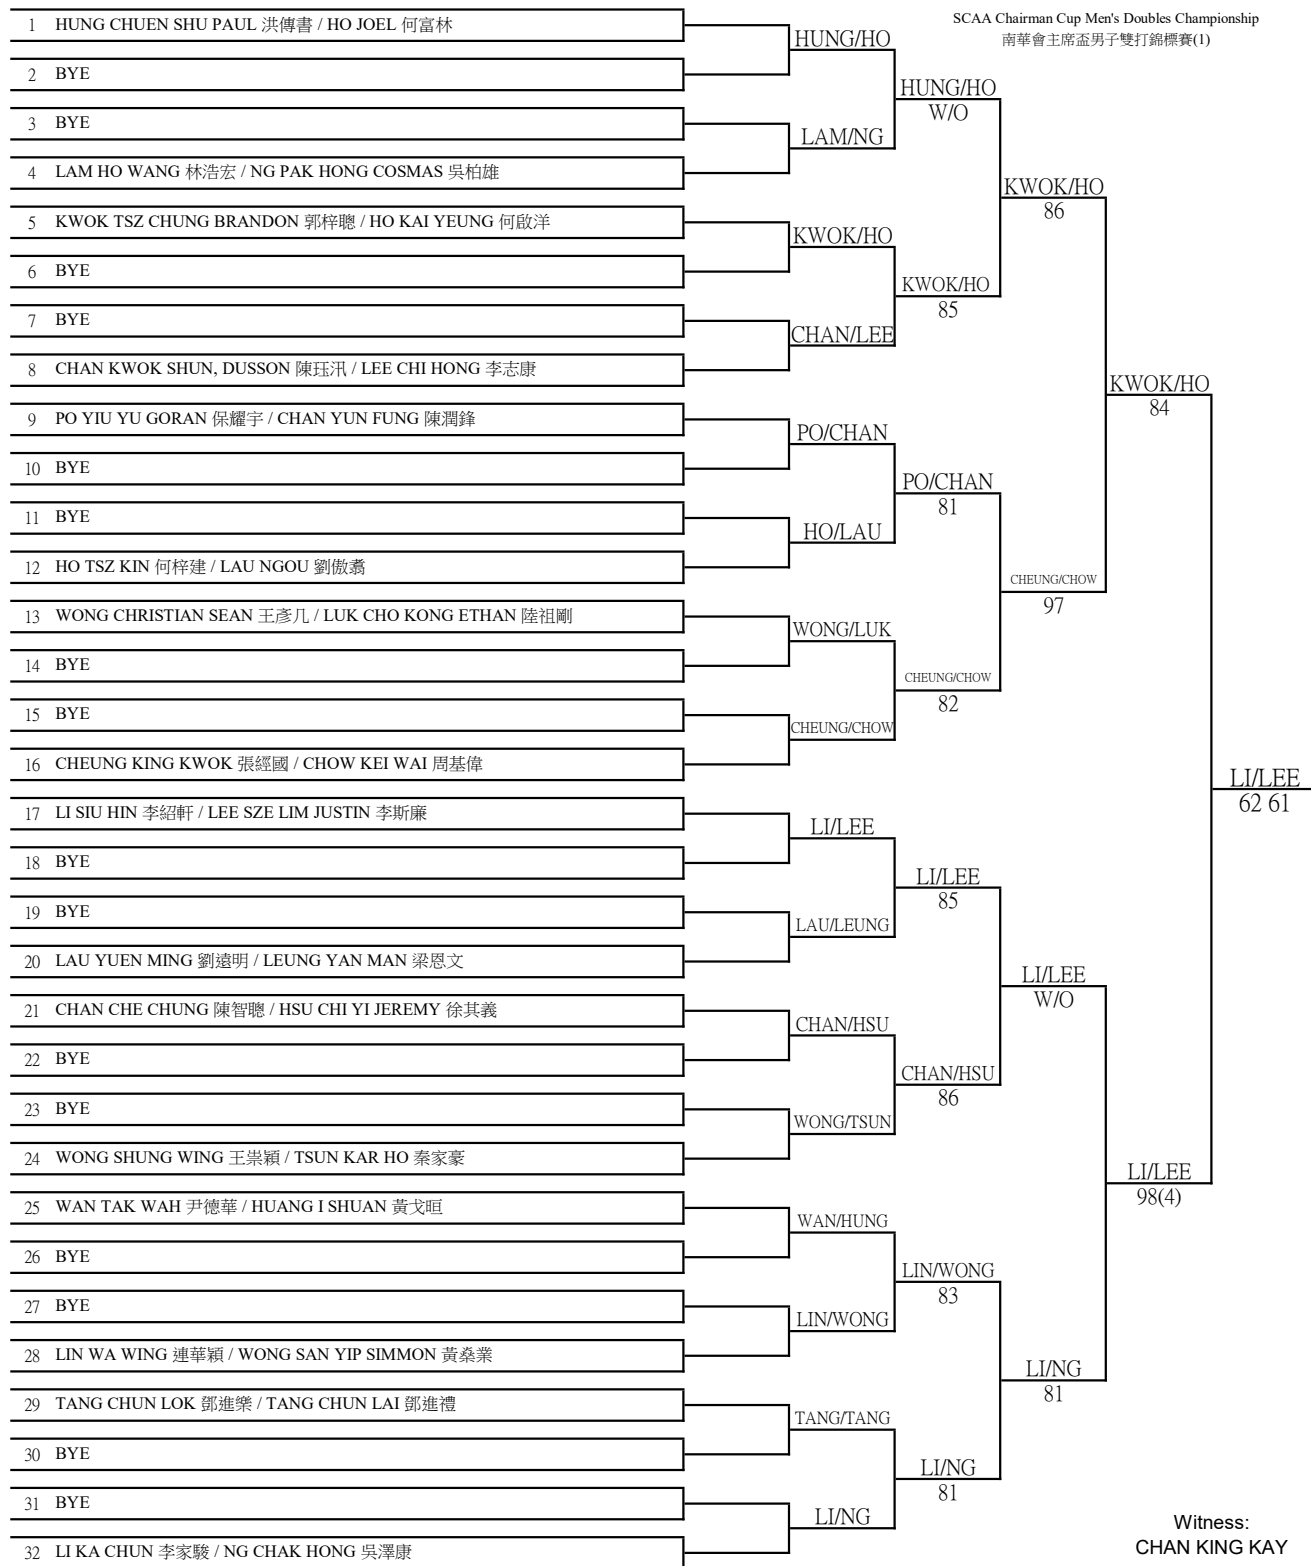 SCAA Chairman Cup Men's Doubles Championship
南華會主席盃男子雙打錦標賽(1)
1 HUNG CHUEN SHU PAUL 洪傳書 / HO JOEL 何富林
HUNG/HO
2 BYE
HUNG/HO
W/O
3 BYE
LAM/NG
4 LAM HO WANG 林浩宏 / NG PAK HONG COSMAS 吳柏雄
KWOK/HO
86
5 KWOK TSZ CHUNG BRANDON 郭梓聰 / HO KAI YEUNG 何啟洋
KWOK/HO
6 BYE
KWOK/HO
85
7 BYE
CHAN/LEE
8 CHAN KWOK SHUN, DUSSON 陳珏汛 / LEE CHI HONG 李志康
KWOK/HO
84
9 PO YIU YU GORAN 保耀宇 / CHAN YUN FUNG 陳潤鋒
PO/CHAN
10 BYE
PO/CHAN
81
11 BYE
HO/LAU
12 HO TSZ KIN 何梓建 / LAU NGOU 劉傲翥
CHEUNG/CHOW
97
13 WONG CHRISTIAN SEAN 王彥几 / LUK CHO KONG ETHAN 陸祖剛
WONG/LUK
14 BYE
CHEUNG/CHOW
82
15 BYE
CHEUNG/CHOW
16 CHEUNG KING KWOK 張經國 / CHOW KEI WAI 周基偉
LI/LEE
62 61
17 LI SIU HIN 李紹軒 / LEE SZE LIM JUSTIN 李斯廉
LI/LEE
18 BYE
LI/LEE
85
19 BYE
LAU/LEUNG
20 LAU YUEN MING 劉遠明 / LEUNG YAN MAN 梁恩文
LI/LEE
W/O
21 CHAN CHE CHUNG 陳智聰 / HSU CHI YI JEREMY 徐其義
CHAN/HSU
22 BYE
CHAN/HSU
86
23 BYE
WONG/TSUN
24 WONG SHUNG WING 王祟穎 / TSUN KAR HO 秦家豪
LI/LEE
98(4)
25 WAN TAK WAH 尹德華 / HUANG I SHUAN 黃戈晅
WAN/HUNG
26 BYE
LIN/WONG
83
27 BYE
LIN/WONG
28 LIN WA WING 連華穎 / WONG SAN YIP SIMMON 黃燊業
LI/NG
81
29 TANG CHUN LOK 鄧進樂 / TANG CHUN LAI 鄧進禮
TANG/TANG
30 BYE
LI/NG
81
31 BYE
LI/NG
32 LI KA CHUN 李家駿 / NG CHAK HONG 吳澤康
Witness:
CHAN KING KAY